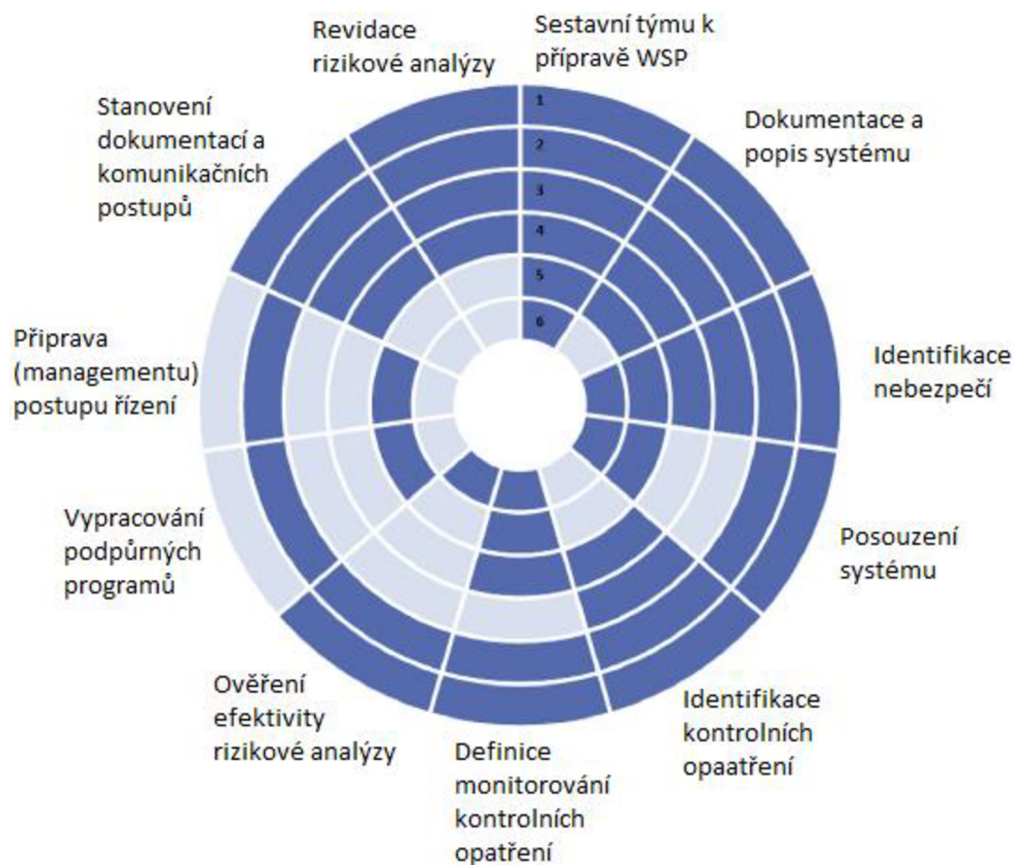 Revidace
rizikové analýzy
Sestavní týmu k
přípravě WSP
Stanovení
dokumentací a
komunikačních
postupů
Dokumentace a
popis systému
1
2
3
4
5
6
Připrava
(managementu)
postupu řízení
Identifikace
nebezpečí
Vypracování
podpůrných
programů
Posouzení
systému
Ověření
efektivity
rizikové analýzy
Identifikace
kontrolních
opaatření
Definice
monitorování
kontrolních
opatření